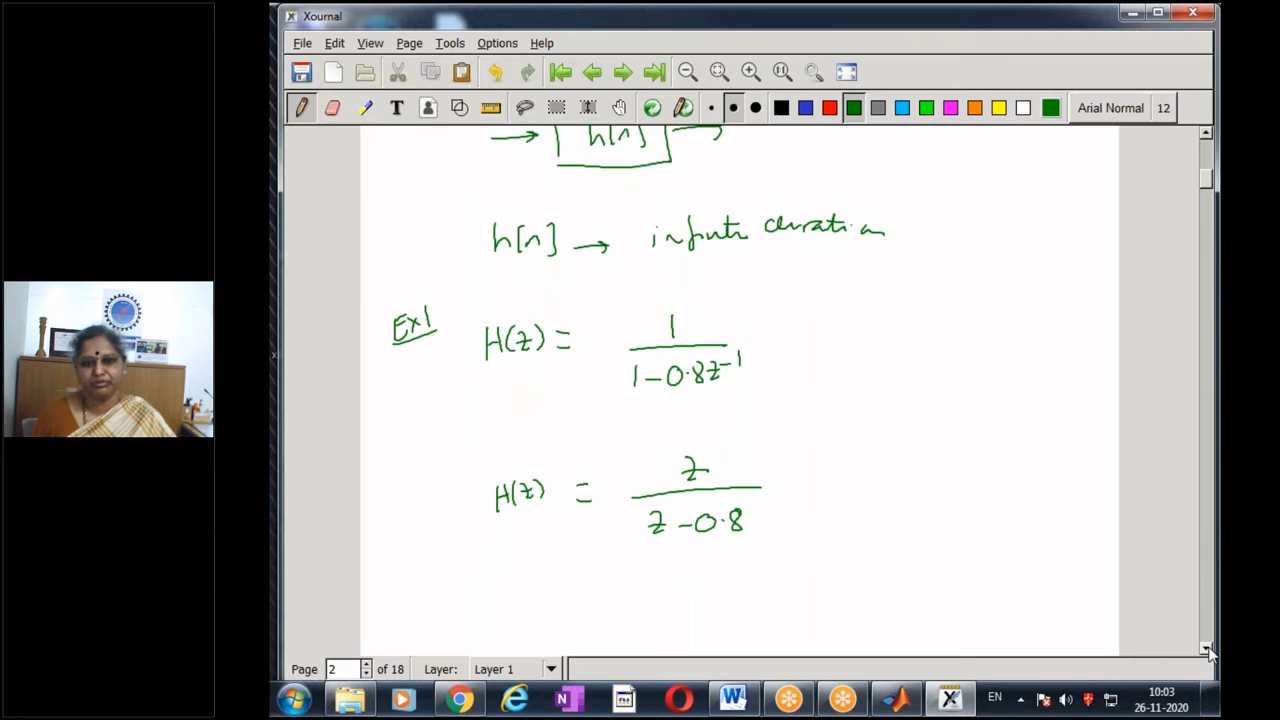 Xournal
File Edit View Page Tools Options Help
Arial Normal 12
→ h[n] →
h[n] → infinite duration
Ex1 H(z) = 1 / (1-0.8z⁻¹)
H(z) = z / (z-0.8)
Page 2 of 18 Layer: Layer 1
EN 10:03
26-11-2020